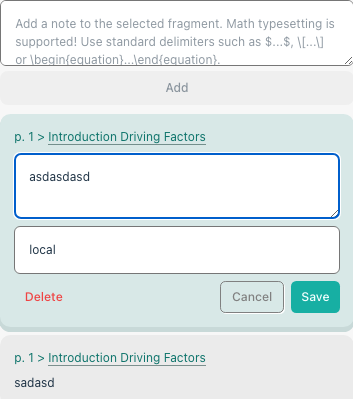 Add a note to the selected fragment. Math typesetting is
supported! Use standard delimiters such as $...$, \[...\]
or \begin{equation}...\end{equation}.
Add
p. 1 > Introduction Driving Factors
asdasdasd
local
Delete
Cancel
Save
p. 1 > Introduction Driving Factors
sadasd